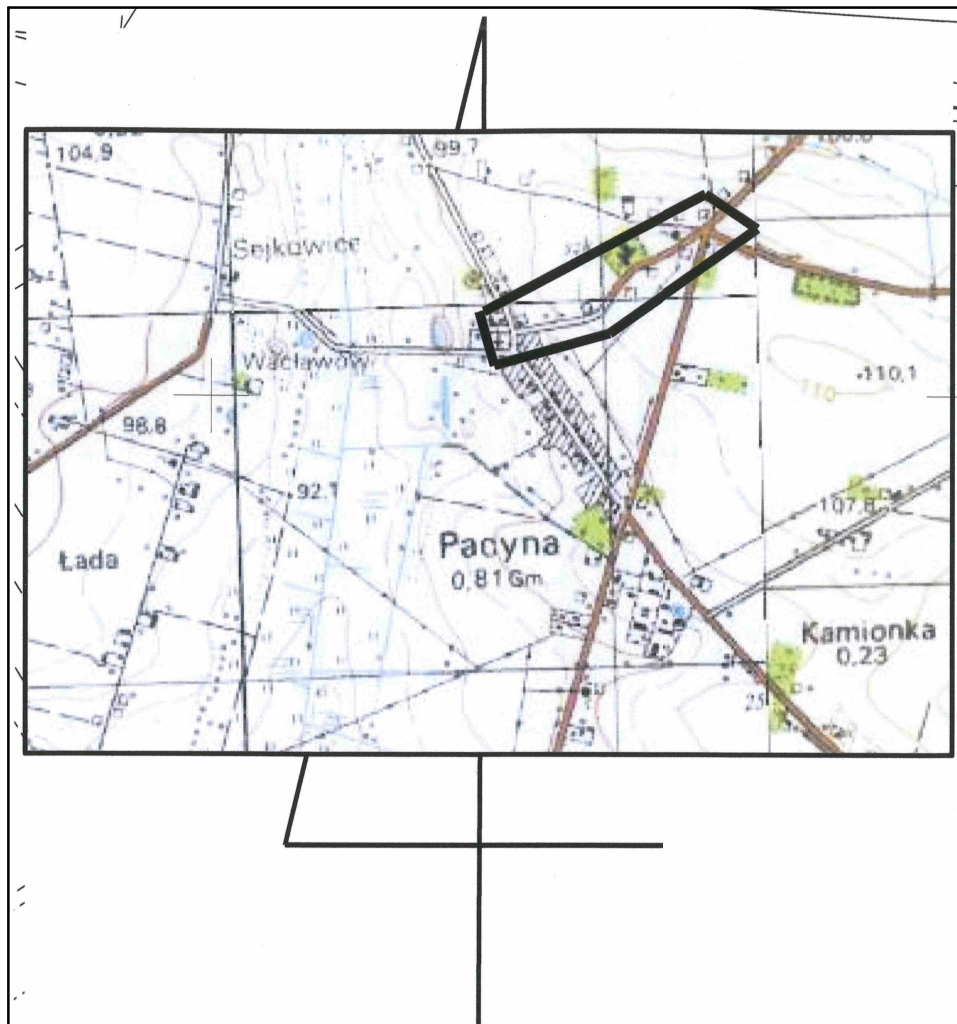 104,9
99.7
Sejkowice
Wacławów
110,1
110
98.8
92.1
107,8
Łada
Pacyna
0,81 Gm.
Kamionka
0,23
25